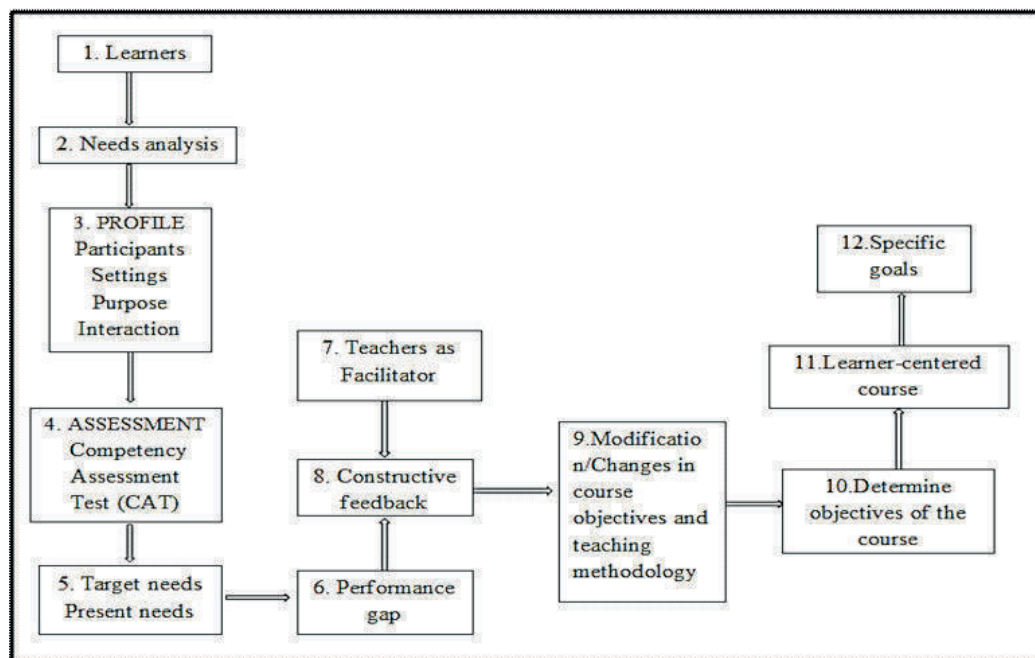 1. Learners
2. Needs analysis
3. PROFILE
Participants
Settings
Purpose
Interaction
4. ASSESSMENT
Competency
Assessment
Test (CAT)
5. Target needs
Present needs
6. Performance
gap
7. Teachers as
Facilitator
8. Constructive
feedback
9.Modificatio
n/Changes in
course
objectives and
teaching
methodology
10.Determine
objectives of the
course
11.Learner-centered
course
12.Specific
goals